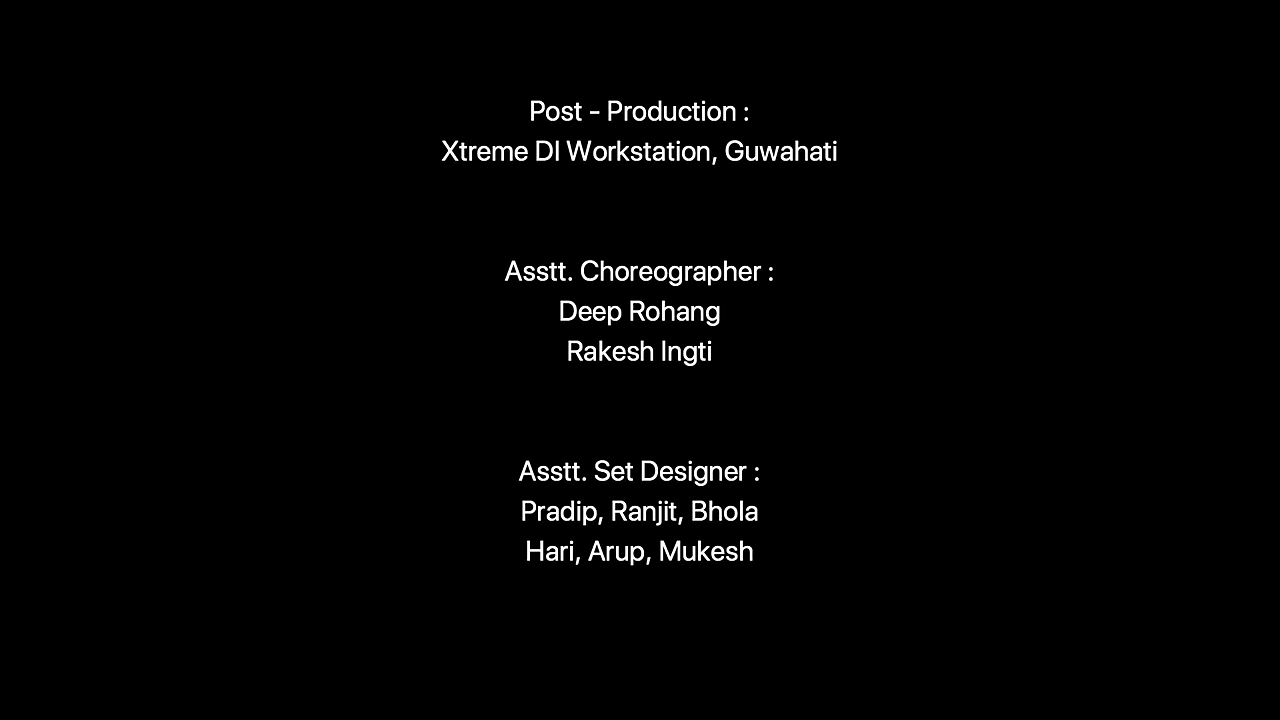 Post - Production :
Xtreme DI Workstation, Guwahati
Asstt. Choreographer :
Deep Rohang
Rakesh Ingti
Asstt. Set Designer :
Pradip, Ranjit, Bhola
Hari, Arup, Mukesh